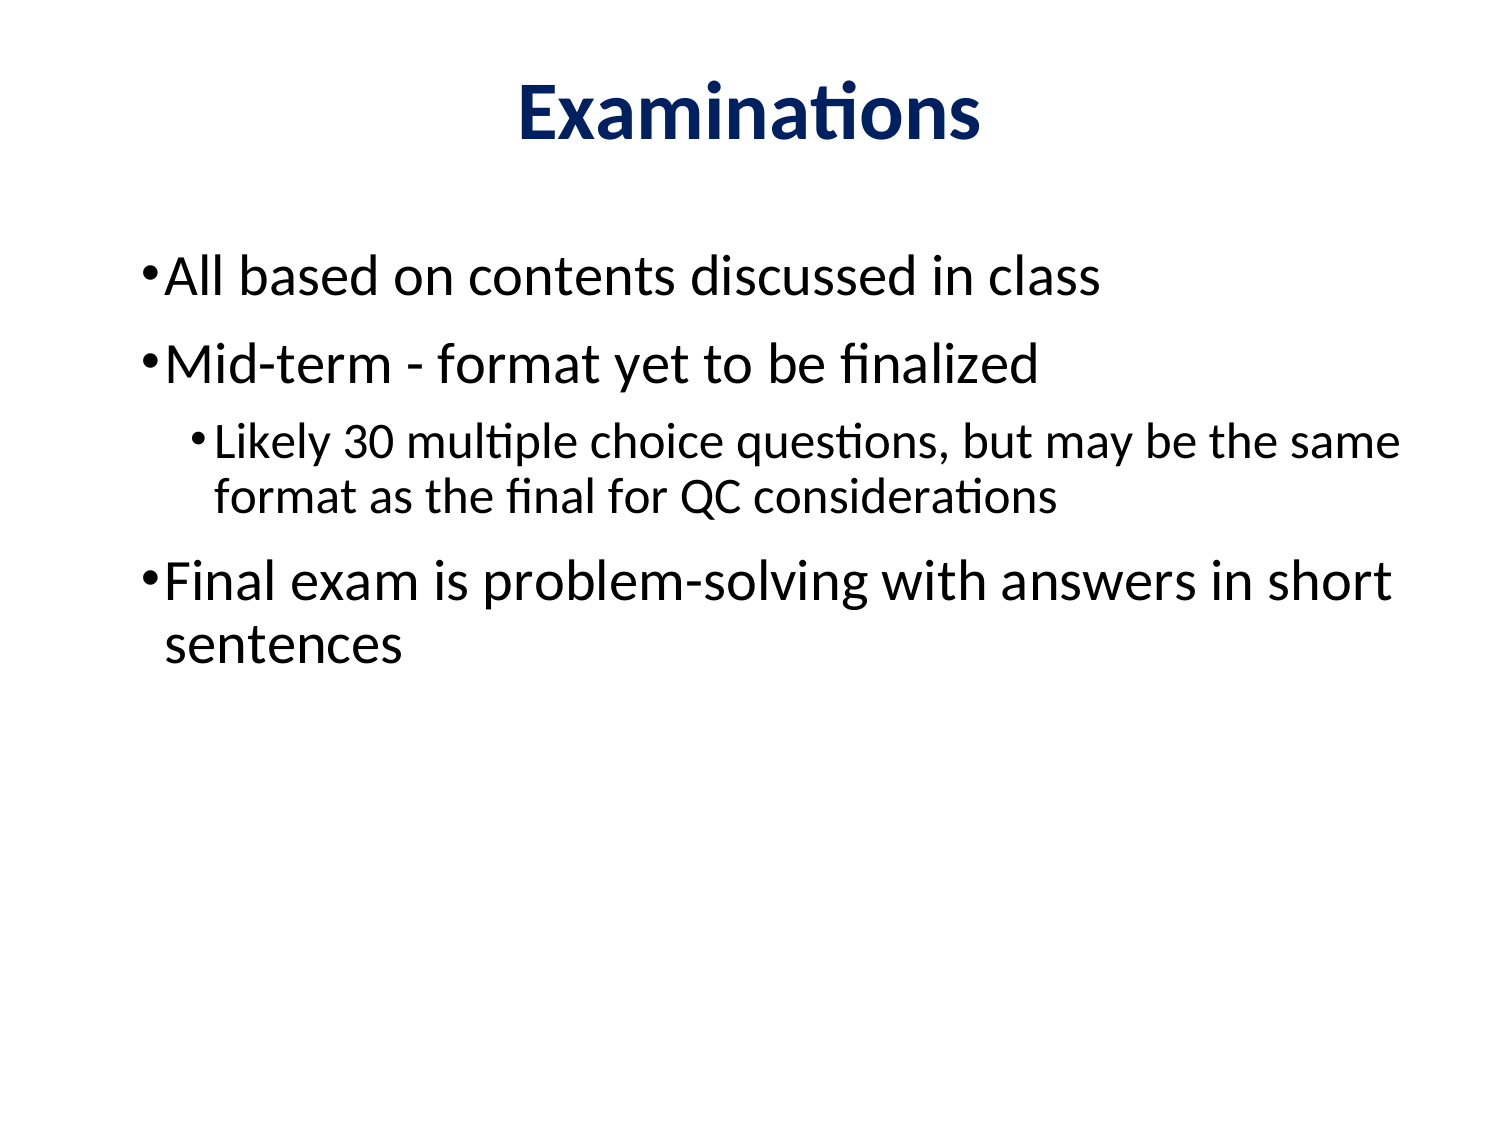 Examinations
•All based on contents discussed in class
•Mid-term - format yet to be finalized
•Likely 30 multiple choice questions, but may be the same
format as the final for QC considerations
•Final exam is problem-solving with answers in short
sentences